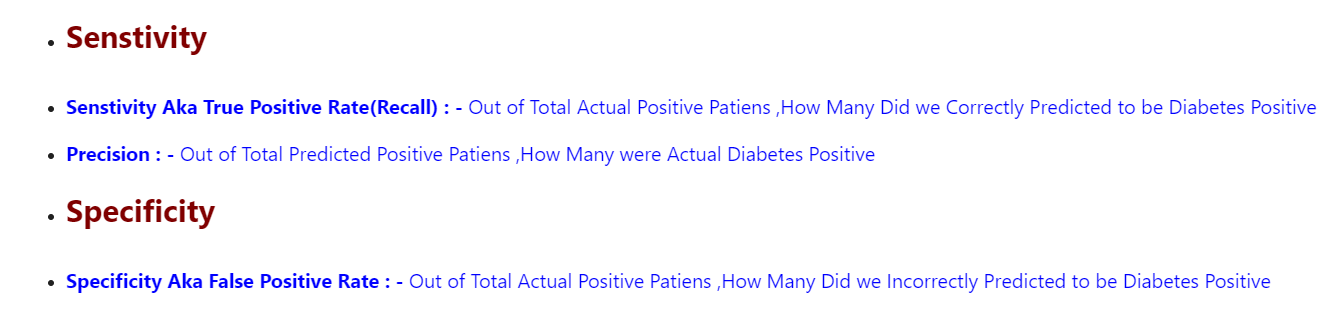 Senstivity
Senstivity Aka True Positive Rate(Recall) : - Out of Total Actual Positive Patiens ,How Many Did we Correctly Predicted to be Diabetes Positive
Precision : - Out of Total Predicted Positive Patiens ,How Many were Actual Diabetes Positive
Specificity
Specificity Aka False Positive Rate : - Out of Total Actual Positive Patiens ,How Many Did we Incorrectly Predicted to be Diabetes Positive